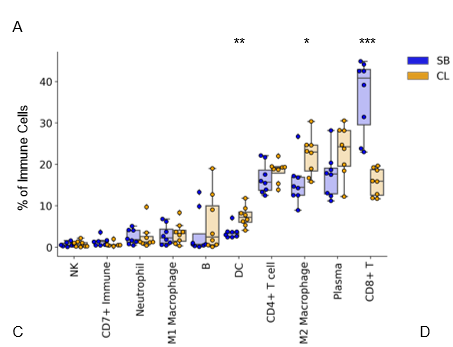 A
** * ***
SB
CL
% of Immune Cells
40
30
20
10
0
NK
CD7+ Immune
Neutrophil
M1 Macrophage
B
DC
CD4+ T cell
M2 Macrophage
Plasma
CD8+ T
C D